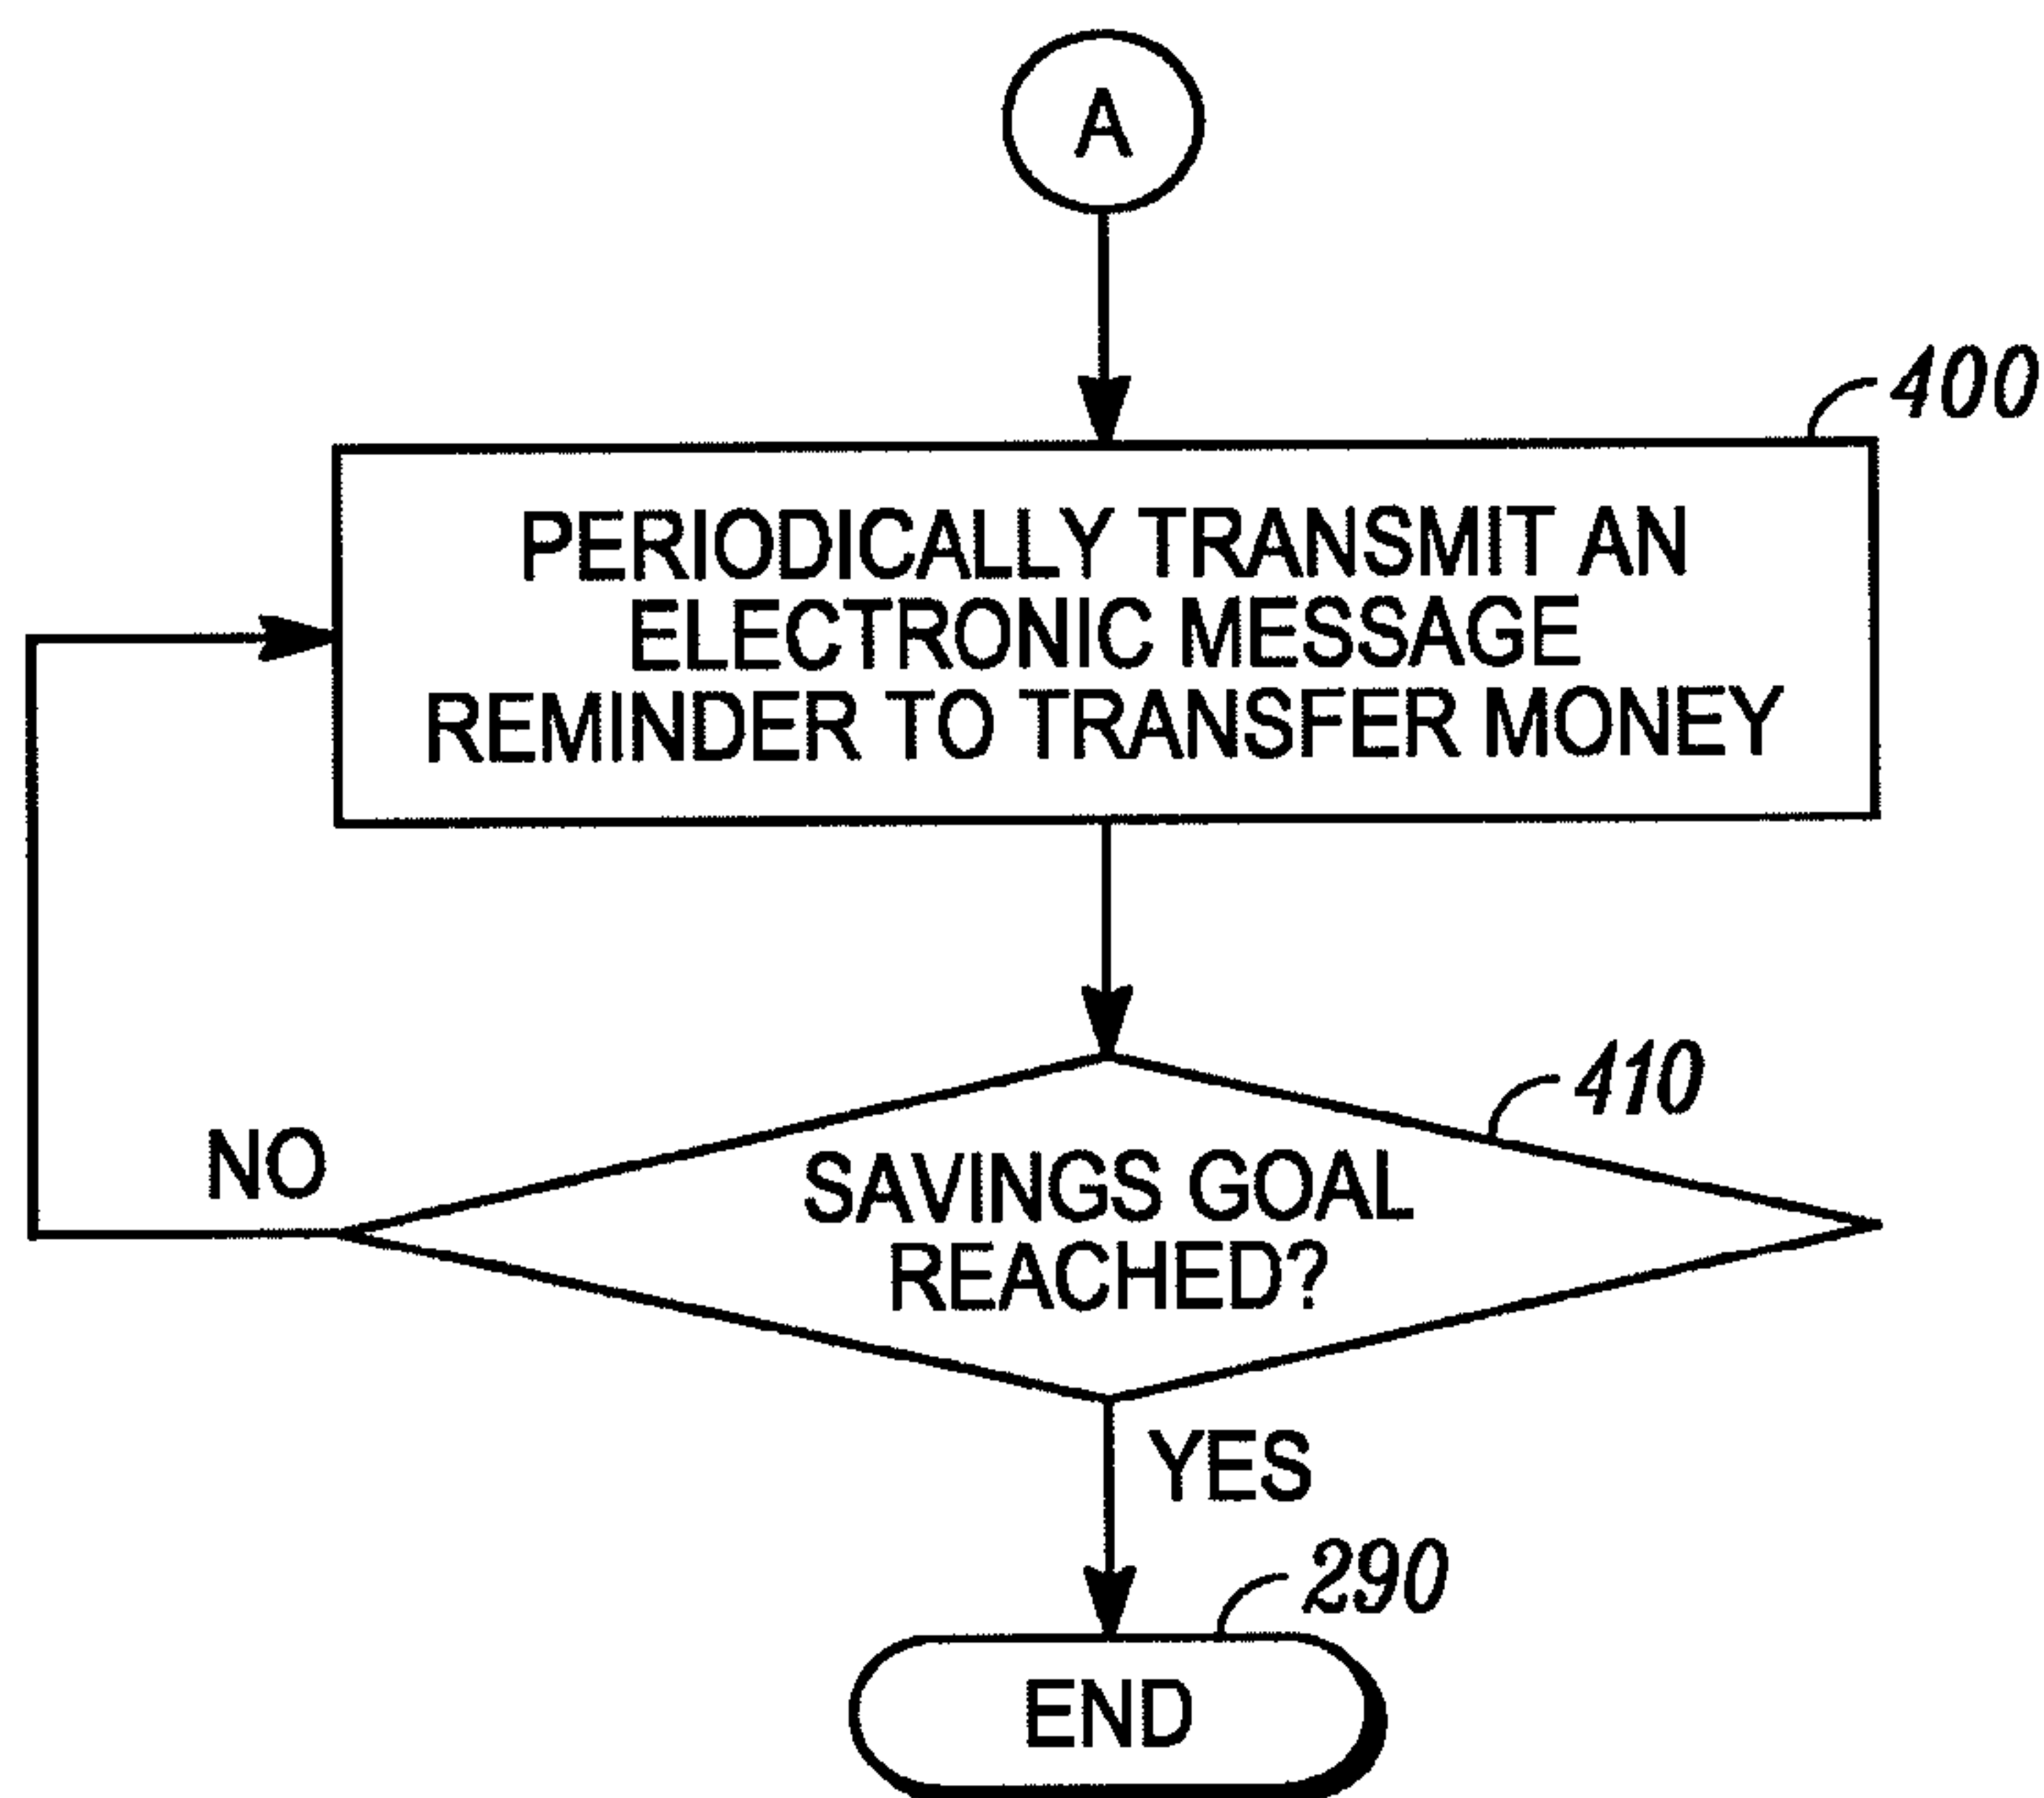 A
400
PERIODICALLY TRANSMIT AN
ELECTRONIC MESSAGE
REMINDER TO TRANSFER MONEY
410
NO
SAVINGS GOAL
REACHED?
YES
290
END